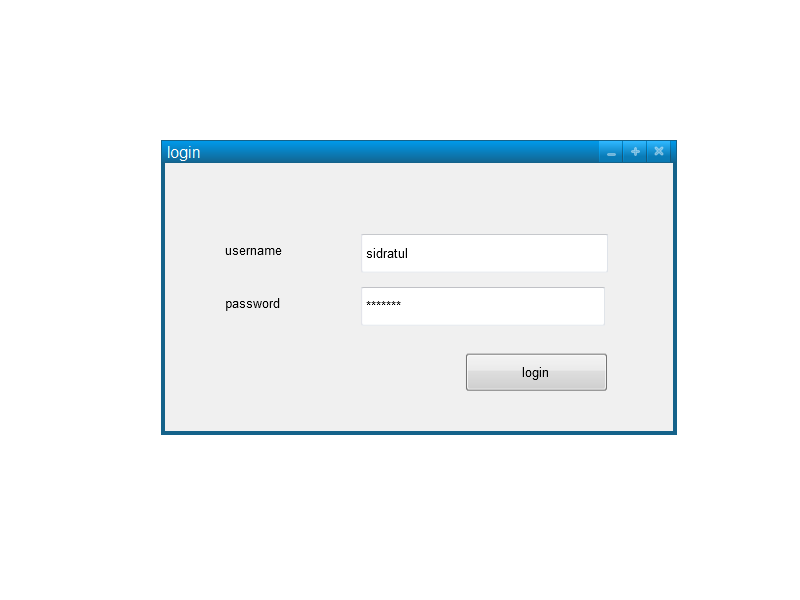 login
username
sidratul
password
*******
login